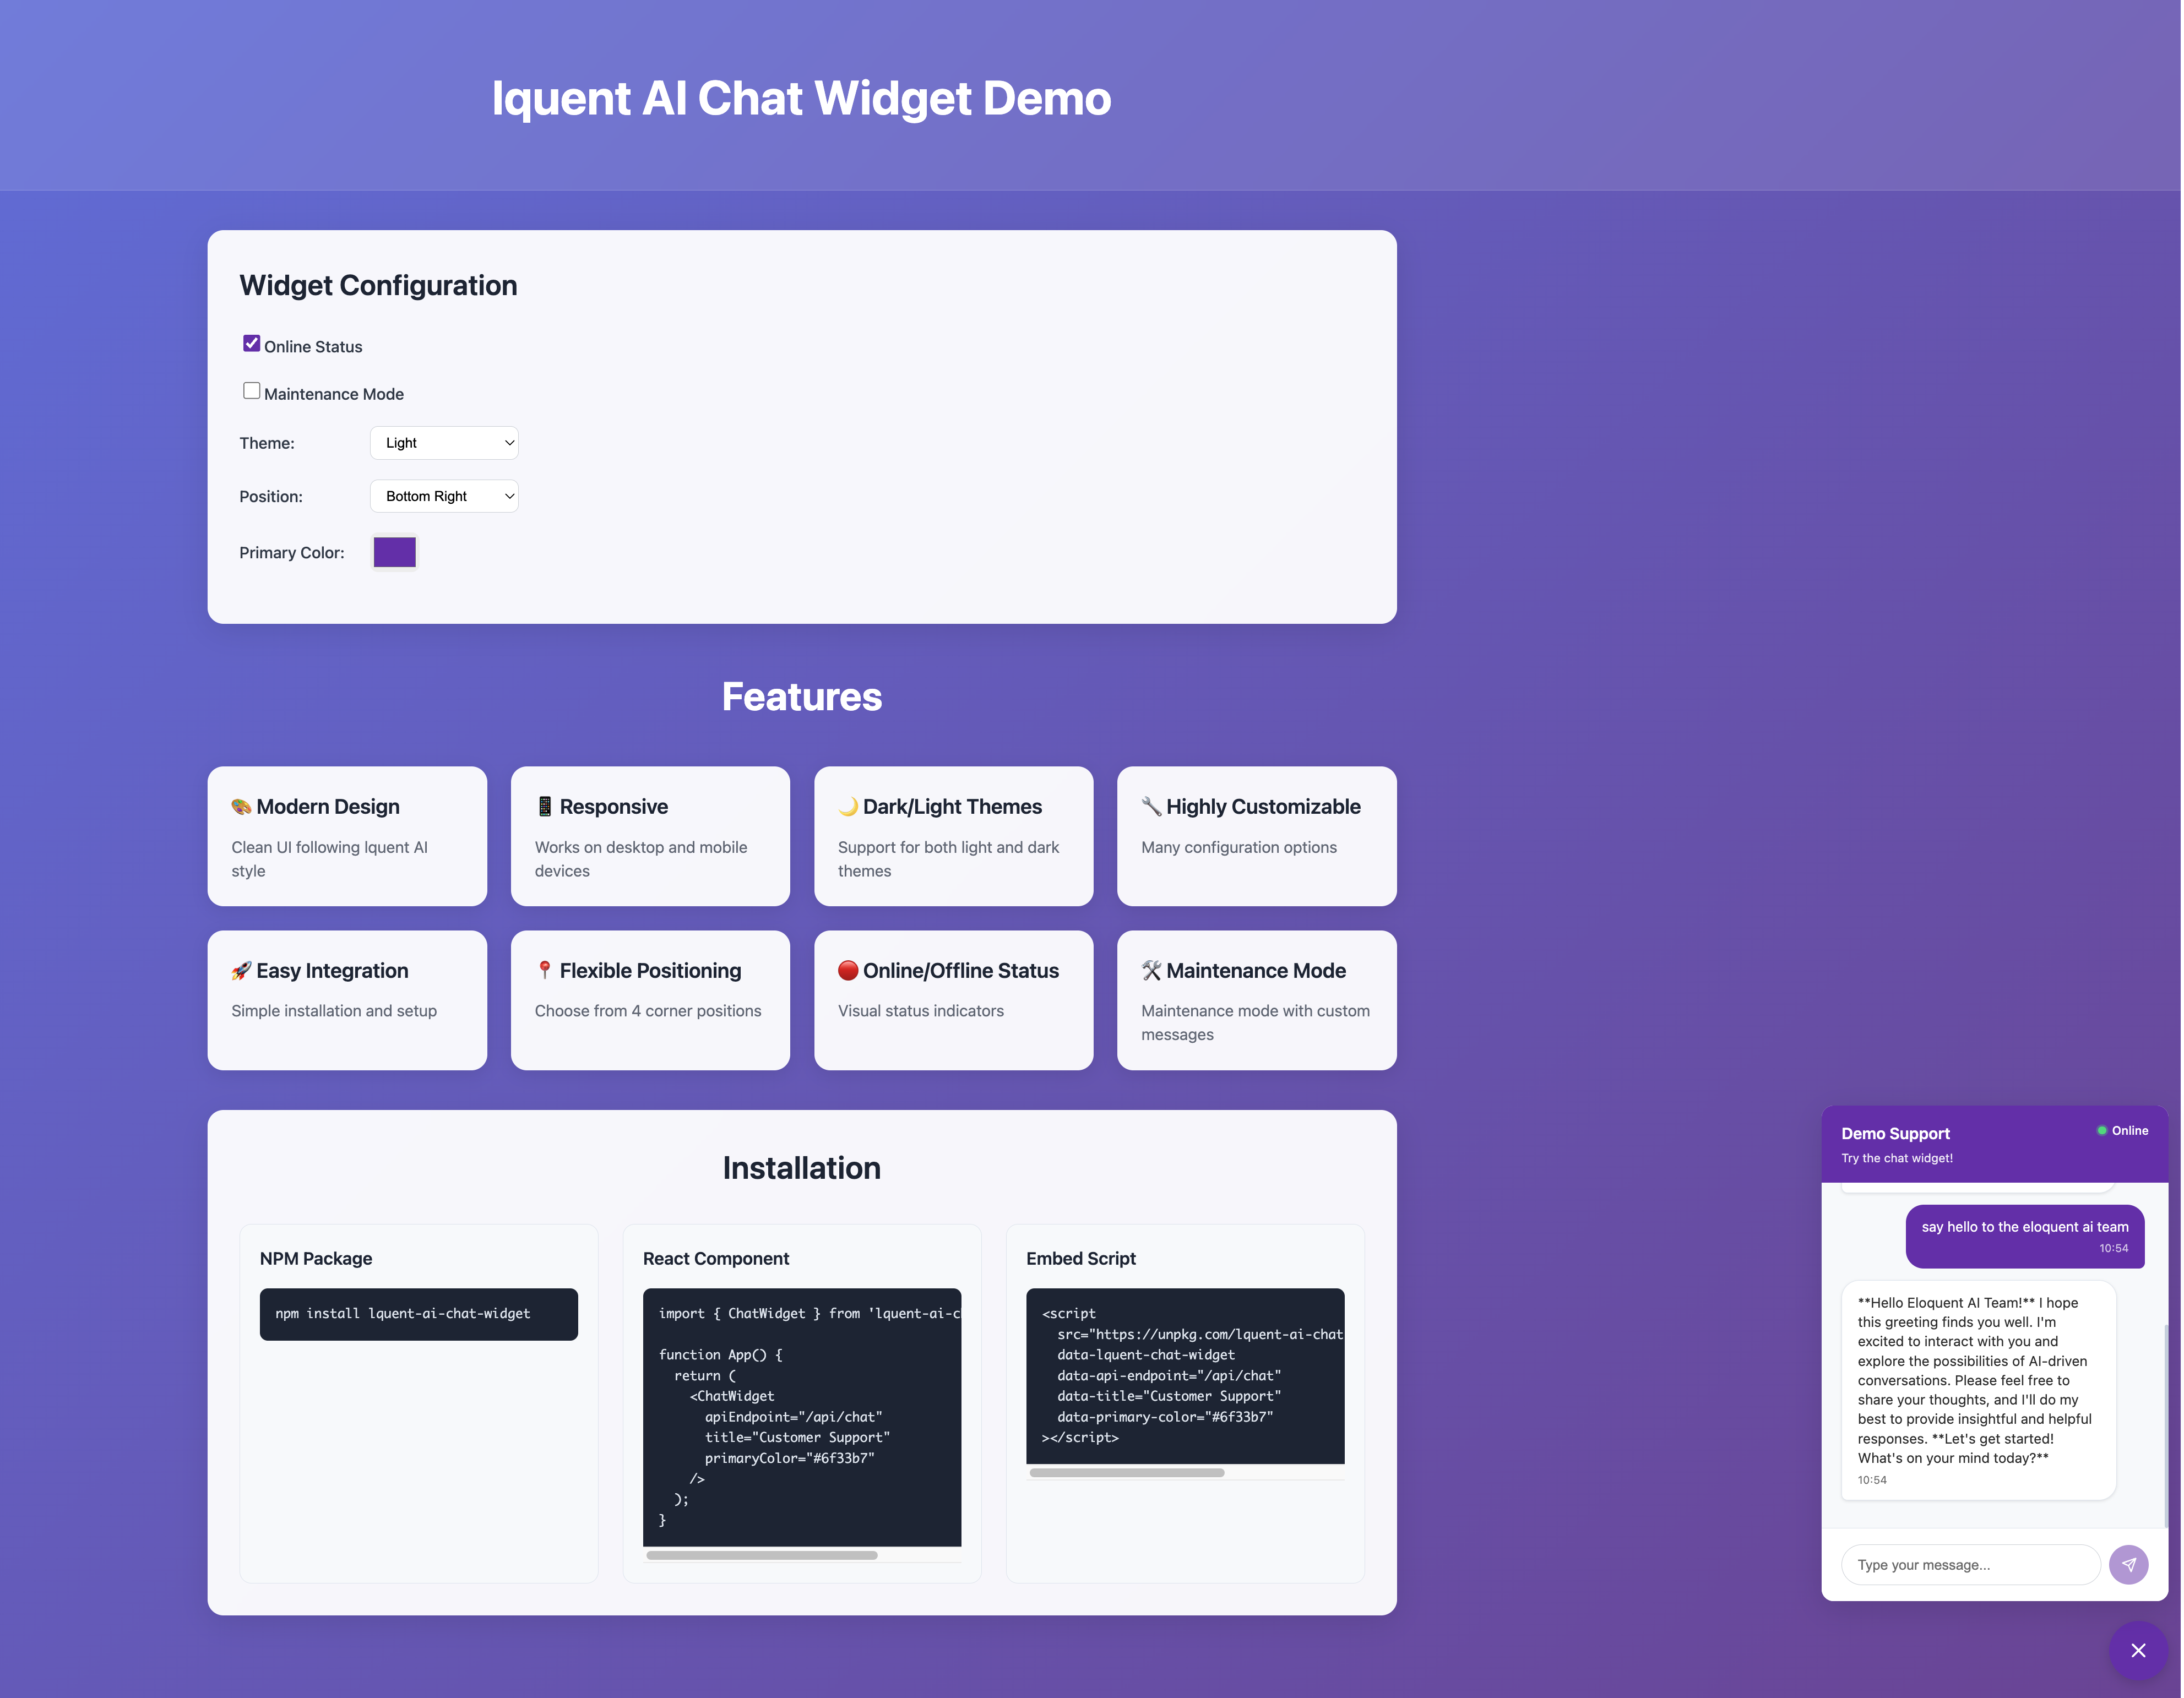 lquent AI Chat Widget Demo
Widget Configuration
Online Status
Maintenance Mode
Theme:
Light
Position:
Bottom Right
Primary Color:
Features
🎨 Modern Design
Clean UI following lquent AI
style
📱 Responsive
Works on desktop and mobile
devices
🌙 Dark/Light Themes
Support for both light and dark
themes
🔧 Highly Customizable
Many configuration options
🚀 Easy Integration
Simple installation and setup
📍 Flexible Positioning
Choose from 4 corner positions
🔴 Online/Offline Status
Visual status indicators
🛠️ Maintenance Mode
Maintenance mode with custom
messages
Installation
NPM Package
npm install lquent-ai-chat-widget
React Component
import { ChatWidget } from 'lquent-ai-c
function App() {
  return (
    <ChatWidget
      apiEndpoint="/api/chat"
      title="Customer Support"
      primaryColor="#6f33b7"
    />
  );
}
Embed Script
<script
  src="https://unpkg.com/lquent-ai-chat
  data-lquent-chat-widget
  data-api-endpoint="/api/chat"
  data-title="Customer Support"
  data-primary-color="#6f33b7"
></script>
Demo Support
Online
Try the chat widget!
say hello to the eloquent ai team
10:54
**Hello Eloquent AI Team!** I hope
this greeting finds you well. I'm
excited to interact with you and
explore the possibilities of AI-driven
conversations. Please feel free to
share your thoughts, and I'll do my
best to provide insightful and helpful
responses. **Let's get started!
What's on your mind today?**
10:54
Type your message...